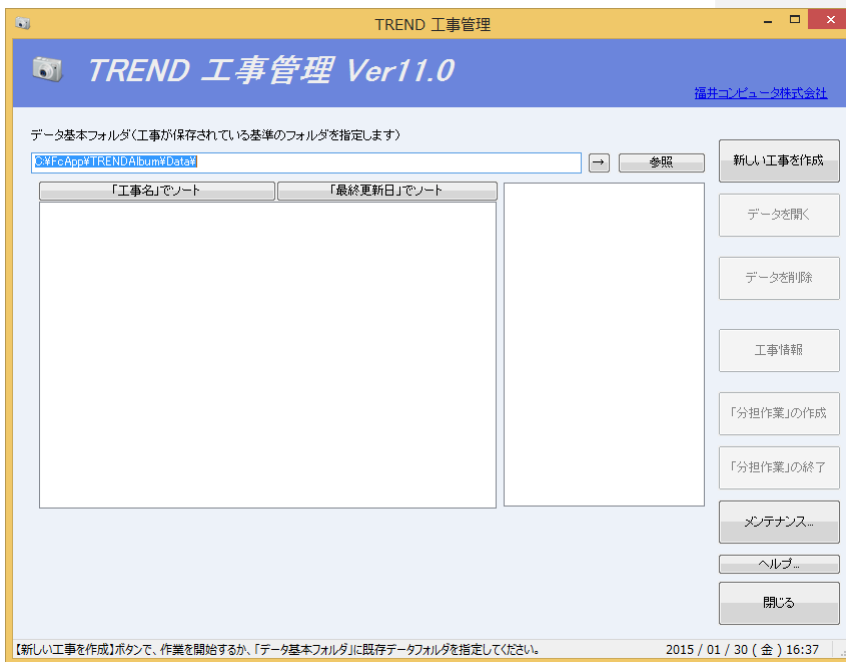 TREND 工事管理
TREND 工事管理 Ver11.0
福井コンピュータ株式会社
データ基本フォルダ(工事が保存されている基準のフォルダを指定します)
C:¥FcApp¥TRENDAlbum¥Data¥
→
参照
「工事名」でソート
「最終更新日」でソート
新しい工事を作成
データを開く
データを削除
工事情報
「分担作業」の作成
「分担作業」の終了
メンテナンス...
ヘルプ...
閉じる
【新しい工事を作成】ボタンで、作業を開始するか、「データ基本フォルダ」に既存データフォルダを指定してください。
2015 / 01 / 30 ( 金 ) 16:37